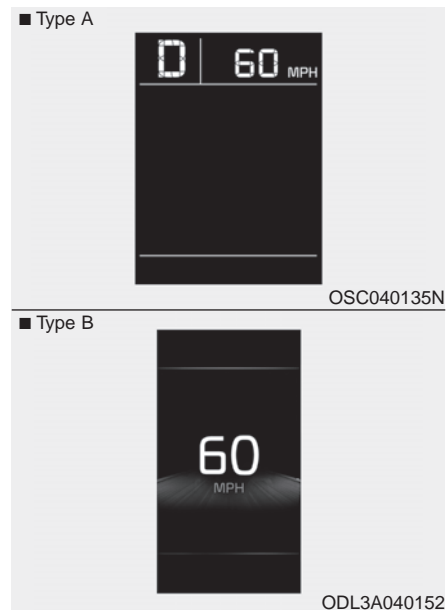 ■ Type A
D 60 MPH
OSC040135N
■ Type B
60
MPH
ODL3A040152